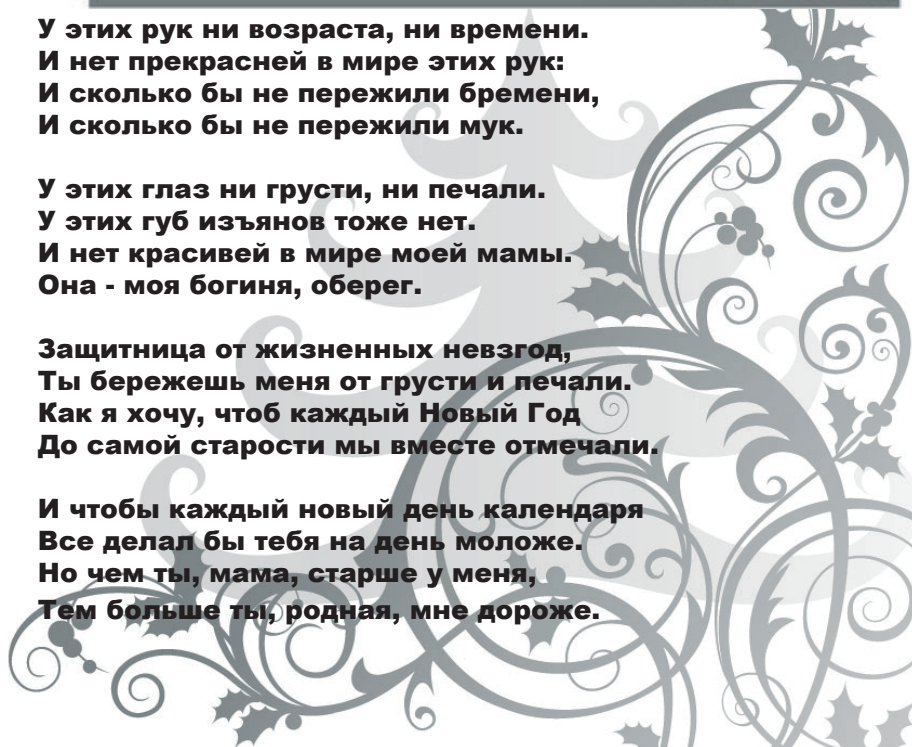 У этих рук ни возраста, ни времени.
И нет прекрасней в мире этих рук:
И сколько бы не пережили бремени,
И сколько бы не пережили мук.

У этих глаз ни грусти, ни печали.
У этих губ изъянов тоже нет.
И нет красивей в мире моей мамы.
Она - моя богиня, оберег.

Защитница от жизненных невзгод,
Ты бережешь меня от грусти и печали.
Как я хочу, чтоб каждый Новый Год
До самой старости мы вместе отмечали.

И чтобы каждый новый день календаря
Все делал бы тебя на день моложе.
Но чем ты, мама, старше у меня,
Тем больше ты, родная, мне дороже.